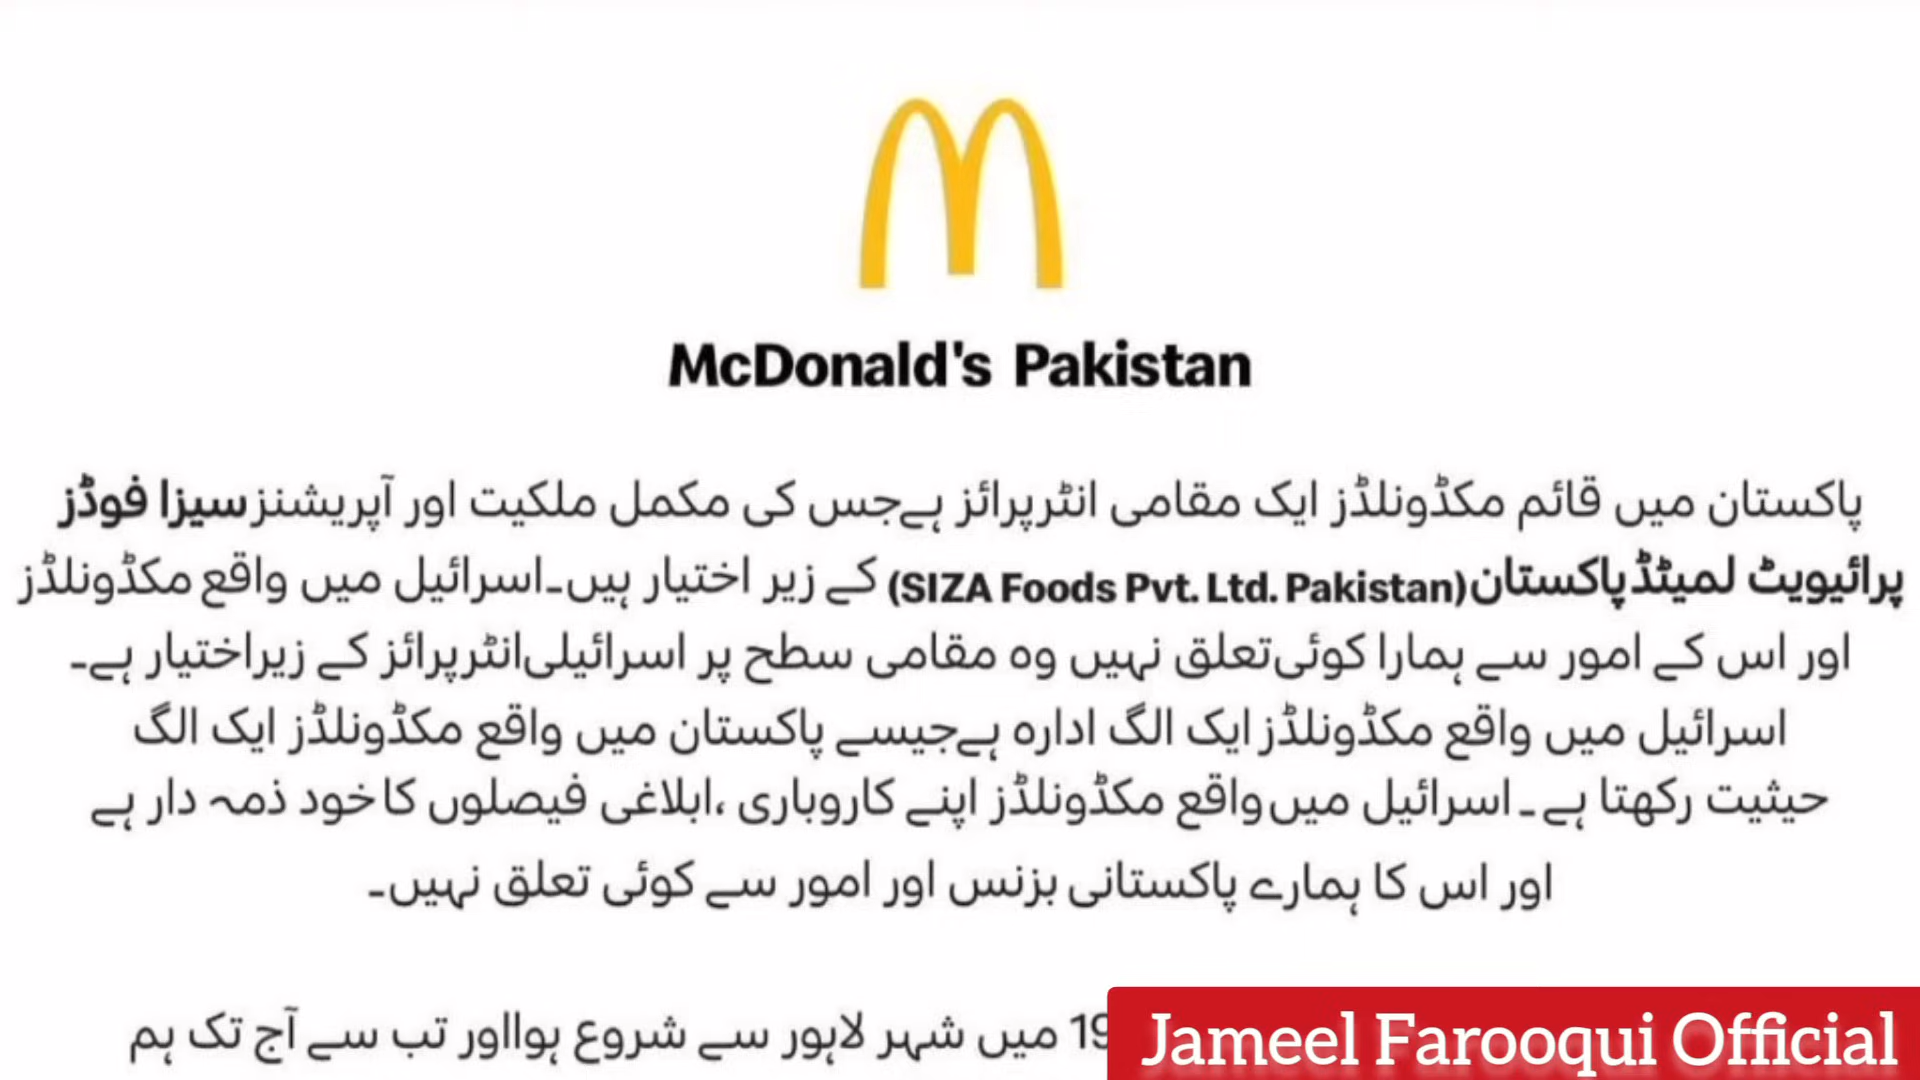 McDonald's Pakistan
پاکستان میں قائم مکڈونلڈز ایک مقامی انٹرپرائز ہےجس کی مکمل ملکیت اور آپریشنز سیزا فوڈز
پرائیویٹ لمیٹڈ پاکستان(SIZA Foods Pvt. Ltd. Pakistan) کے زیر اختیار ہیں۔اسرائیل میں واقع مکڈونلڈز
اور اس کے امور سے ہمارا کوئی تعلق نہیں وہ مقامی سطح پر اسرائیلی انٹرپرائز کے زیراختیار ہے۔
اسرائیل میں واقع مکڈونلڈز ایک الگ ادارہ ہےجیسے پاکستان میں واقع مکڈونلڈز ایک الگ
حیثیت رکھتا ہے۔ اسرائیل میں واقع مکڈونلڈز اپنے کاروباری ،ابلاغی فیصلوں کا خود ذمہ دار ہے
اور اس کا ہمارے پاکستانی بزنس اور امور سے کوئی تعلق نہیں۔
میں شہر لاہور سے شروع ہوااور تب سے آج تک ہم
Jameel Farooqui Official